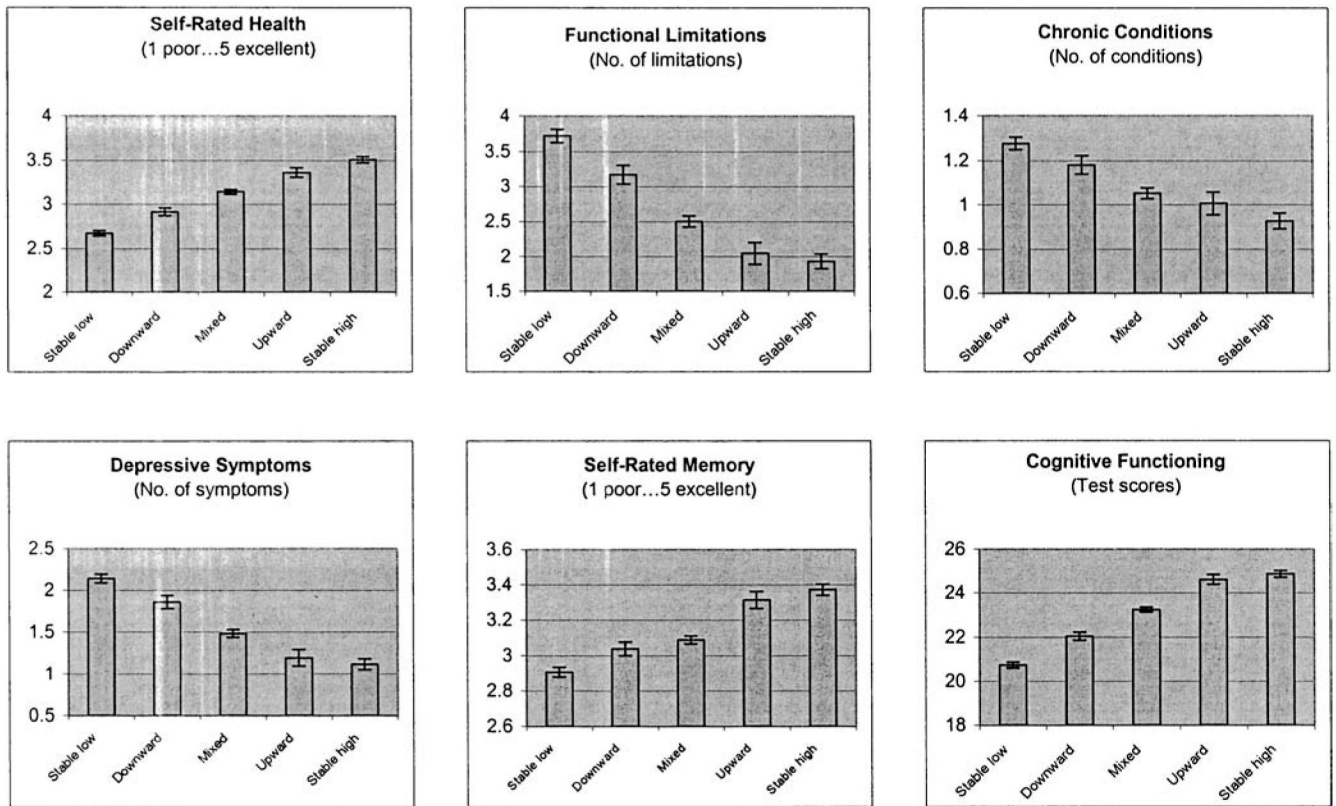 Self-Rated Health
(1 poor...5 excellent)
4
3.5
3
2.5
2
Stable low
Downward
Mixed
Upward
Stable high
Functional Limitations
(No. of limitations)
4
3.5
3
2.5
2
1.5
Stable low
Downward
Mixed
Upward
Stable high
Chronic Conditions
(No. of conditions)
1.4
1.2
1
0.8
0.6
Stable low
Downward
Mixed
Upward
Stable high
Depressive Symptoms
(No. of symptoms)
2.5
2
1.5
1
0.5
Stable low
Downward
Mixed
Upward
Stable high
Self-Rated Memory
(1 poor...5 excellent)
3.6
3.4
3.2
3
2.8
2.6
Stable low
Downward
Mixed
Upward
Stable high
Cognitive Functioning
(Test scores)
26
24
22
20
18
Stable low
Downward
Mixed
Upward
Stable high